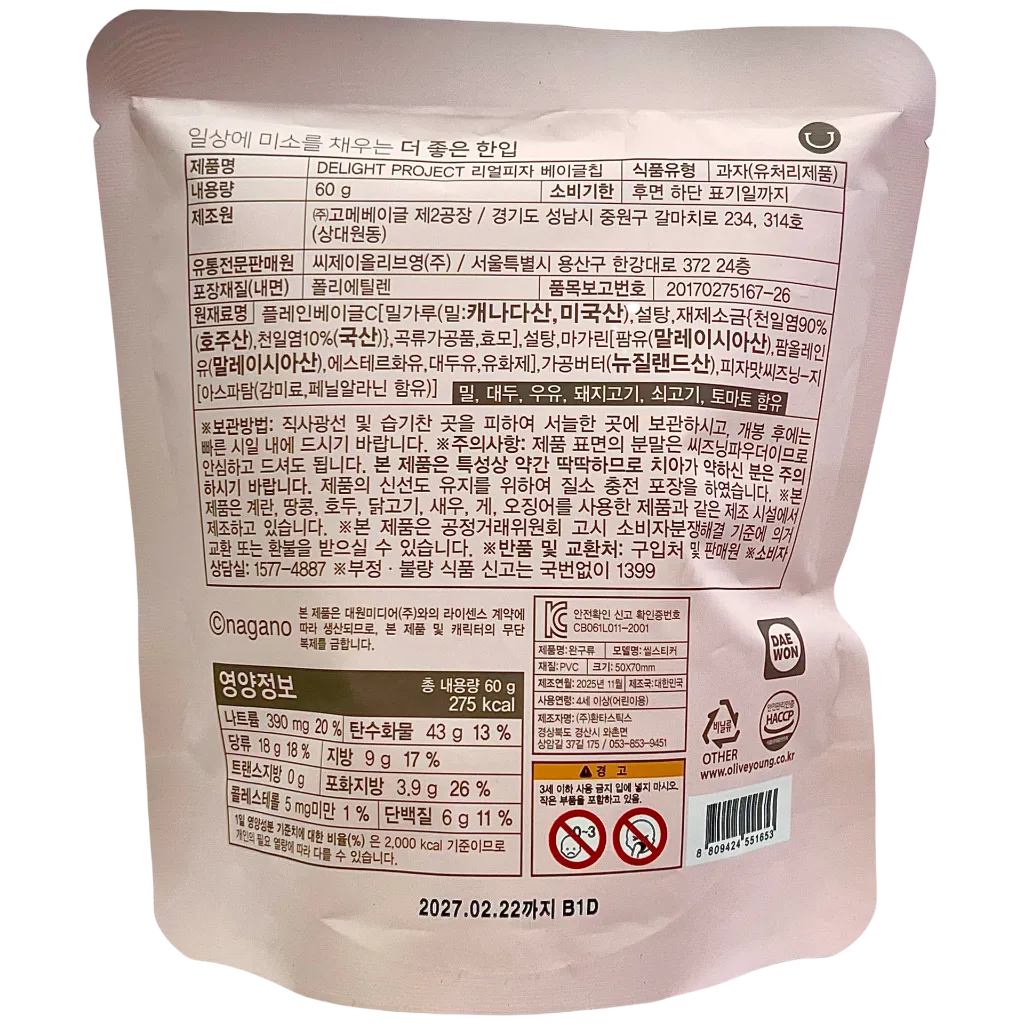 일상에 미소를 채우는 더 좋은 한입
제품명 DELIGHT PROJECT 리얼피자 베이글칩 식품유형 과자(유처리제품)
내용량 60 g 소비기한 후면 하단 표기일까지
제조원 ㈜고메베이글 제2공장 / 경기도 성남시 중원구 갈마치로 234, 314호
(상대원동)
유통전문판매원 씨제이올리브영(주) / 서울특별시 용산구 한강대로 372 24층
포장재질(내면) 폴리에틸렌 품목보고번호 20170275167-26
원재료명 플레인베이글C[밀가루(밀:캐나다산,미국산),설탕,재제소금{천일염90%
(호주산),천일염10%(국산)},곡류가공품,효모],설탕,마가린[팜유(말레이시아산),팜올레인
유(말레이시아산),에스테르화유,대두유,유화제],가공버터(뉴질랜드산),피자맛씨즈닝-지
[아스파탐(감미료,페닐알라닌 함유)] 밀, 대두, 우유, 돼지고기, 쇠고기, 토마토 함유
※보관방법: 직사광선 및 습기찬 곳을 피하여 서늘한 곳에 보관하시고, 개봉 후에는
빠른 시일 내에 드시기 바랍니다. ※주의사항: 제품 표면의 분말은 씨즈닝파우더이므로
안심하고 드셔도 됩니다. 본 제품은 특성상 약간 딱딱하므로 치아가 약하신 분은 주의
하시기 바랍니다. 제품의 신선도 유지를 위하여 질소 충전 포장을 하였습니다. ※본
제품은 계란, 땅콩, 호두, 닭고기, 새우, 게, 오징어를 사용한 제품과 같은 제조 시설에서
제조하고 있습니다. ※본 제품은 공정거래위원회 고시 소비자분쟁해결 기준에 의거
교환 또는 환불을 받으실 수 있습니다. ※반품 및 교환처: 구입처 및 판매원 ※소비자
상담실: 1577-4887 ※부정·불량 식품 신고는 국번없이 1399
©nagano
본 제품은 대원미디어(주)와의 라이센스 계약에
따라 생산되므로, 본 제품 및 캐릭터의 무단
복제를 금합니다.
안전확인 신고 확인증번호
CB061L011-2001
제품명:완구류 모델명:씰스티커
재질:PVC 크기: 50X70mm
제조연월: 2025년 11월 제조국:대한민국
사용연령: 4세 이상(어린이용)
제조자명: (주)환타스틱스
경상북도 경산시 와촌면
상암길 37길 175 / 053-853-9451
DAE
WON
영양정보 총 내용량 60 g
275 kcal
나트륨 390 mg 20 % 탄수화물 43 g 13 %
당류 18 g 18 % 지방 9 g 17 %
트랜스지방 0 g 포화지방 3.9 g 26 %
콜레스테롤 5 mg미만 1 % 단백질 6 g 11 %
1일 영양성분 기준치에 대한 비율(%) 은 2,000 kcal 기준이므로
개인의 필요 열량에 따라 다를 수 있습니다.
경 고
3세 이하 사용 금지 입에 넣지 마시오.
작은 부품을 포함하고 있음.
0~3
비닐류
OTHER
안전관리인증
HACCP
www.oliveyoung.co.kr
8 809424 551653
2027.02.22까지 B1D